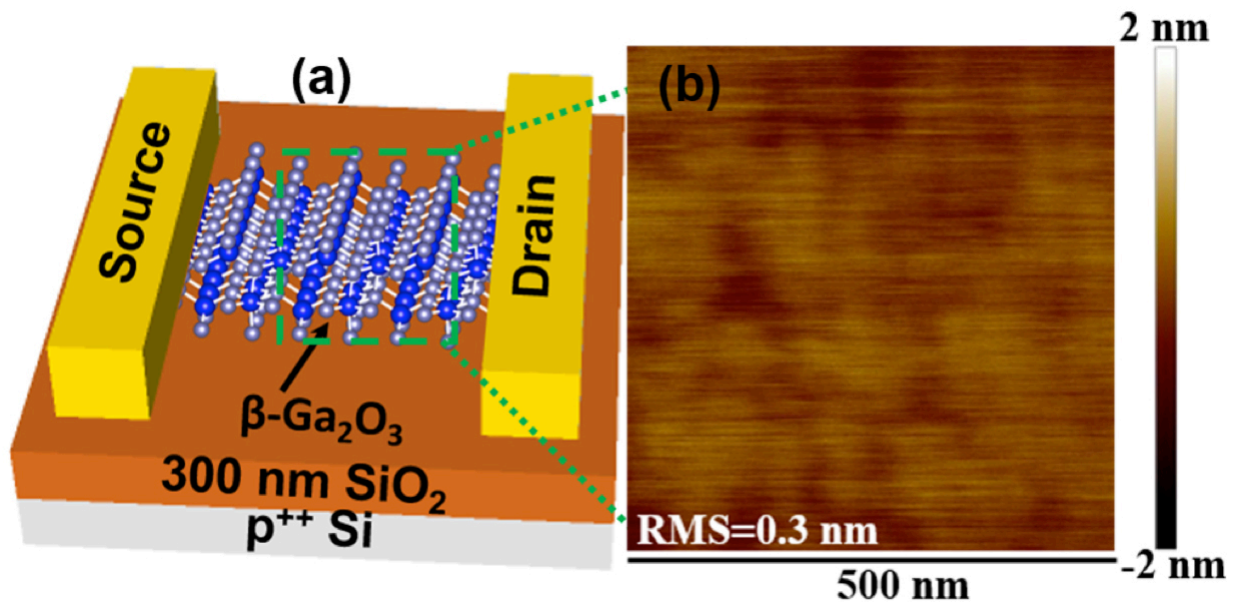 (a)
Source
Drain
β-Ga₂O₃
300 nm SiO₂
p⁺⁺ Si
(b)
2 nm
RMS=0.3 nm
-2 nm
500 nm